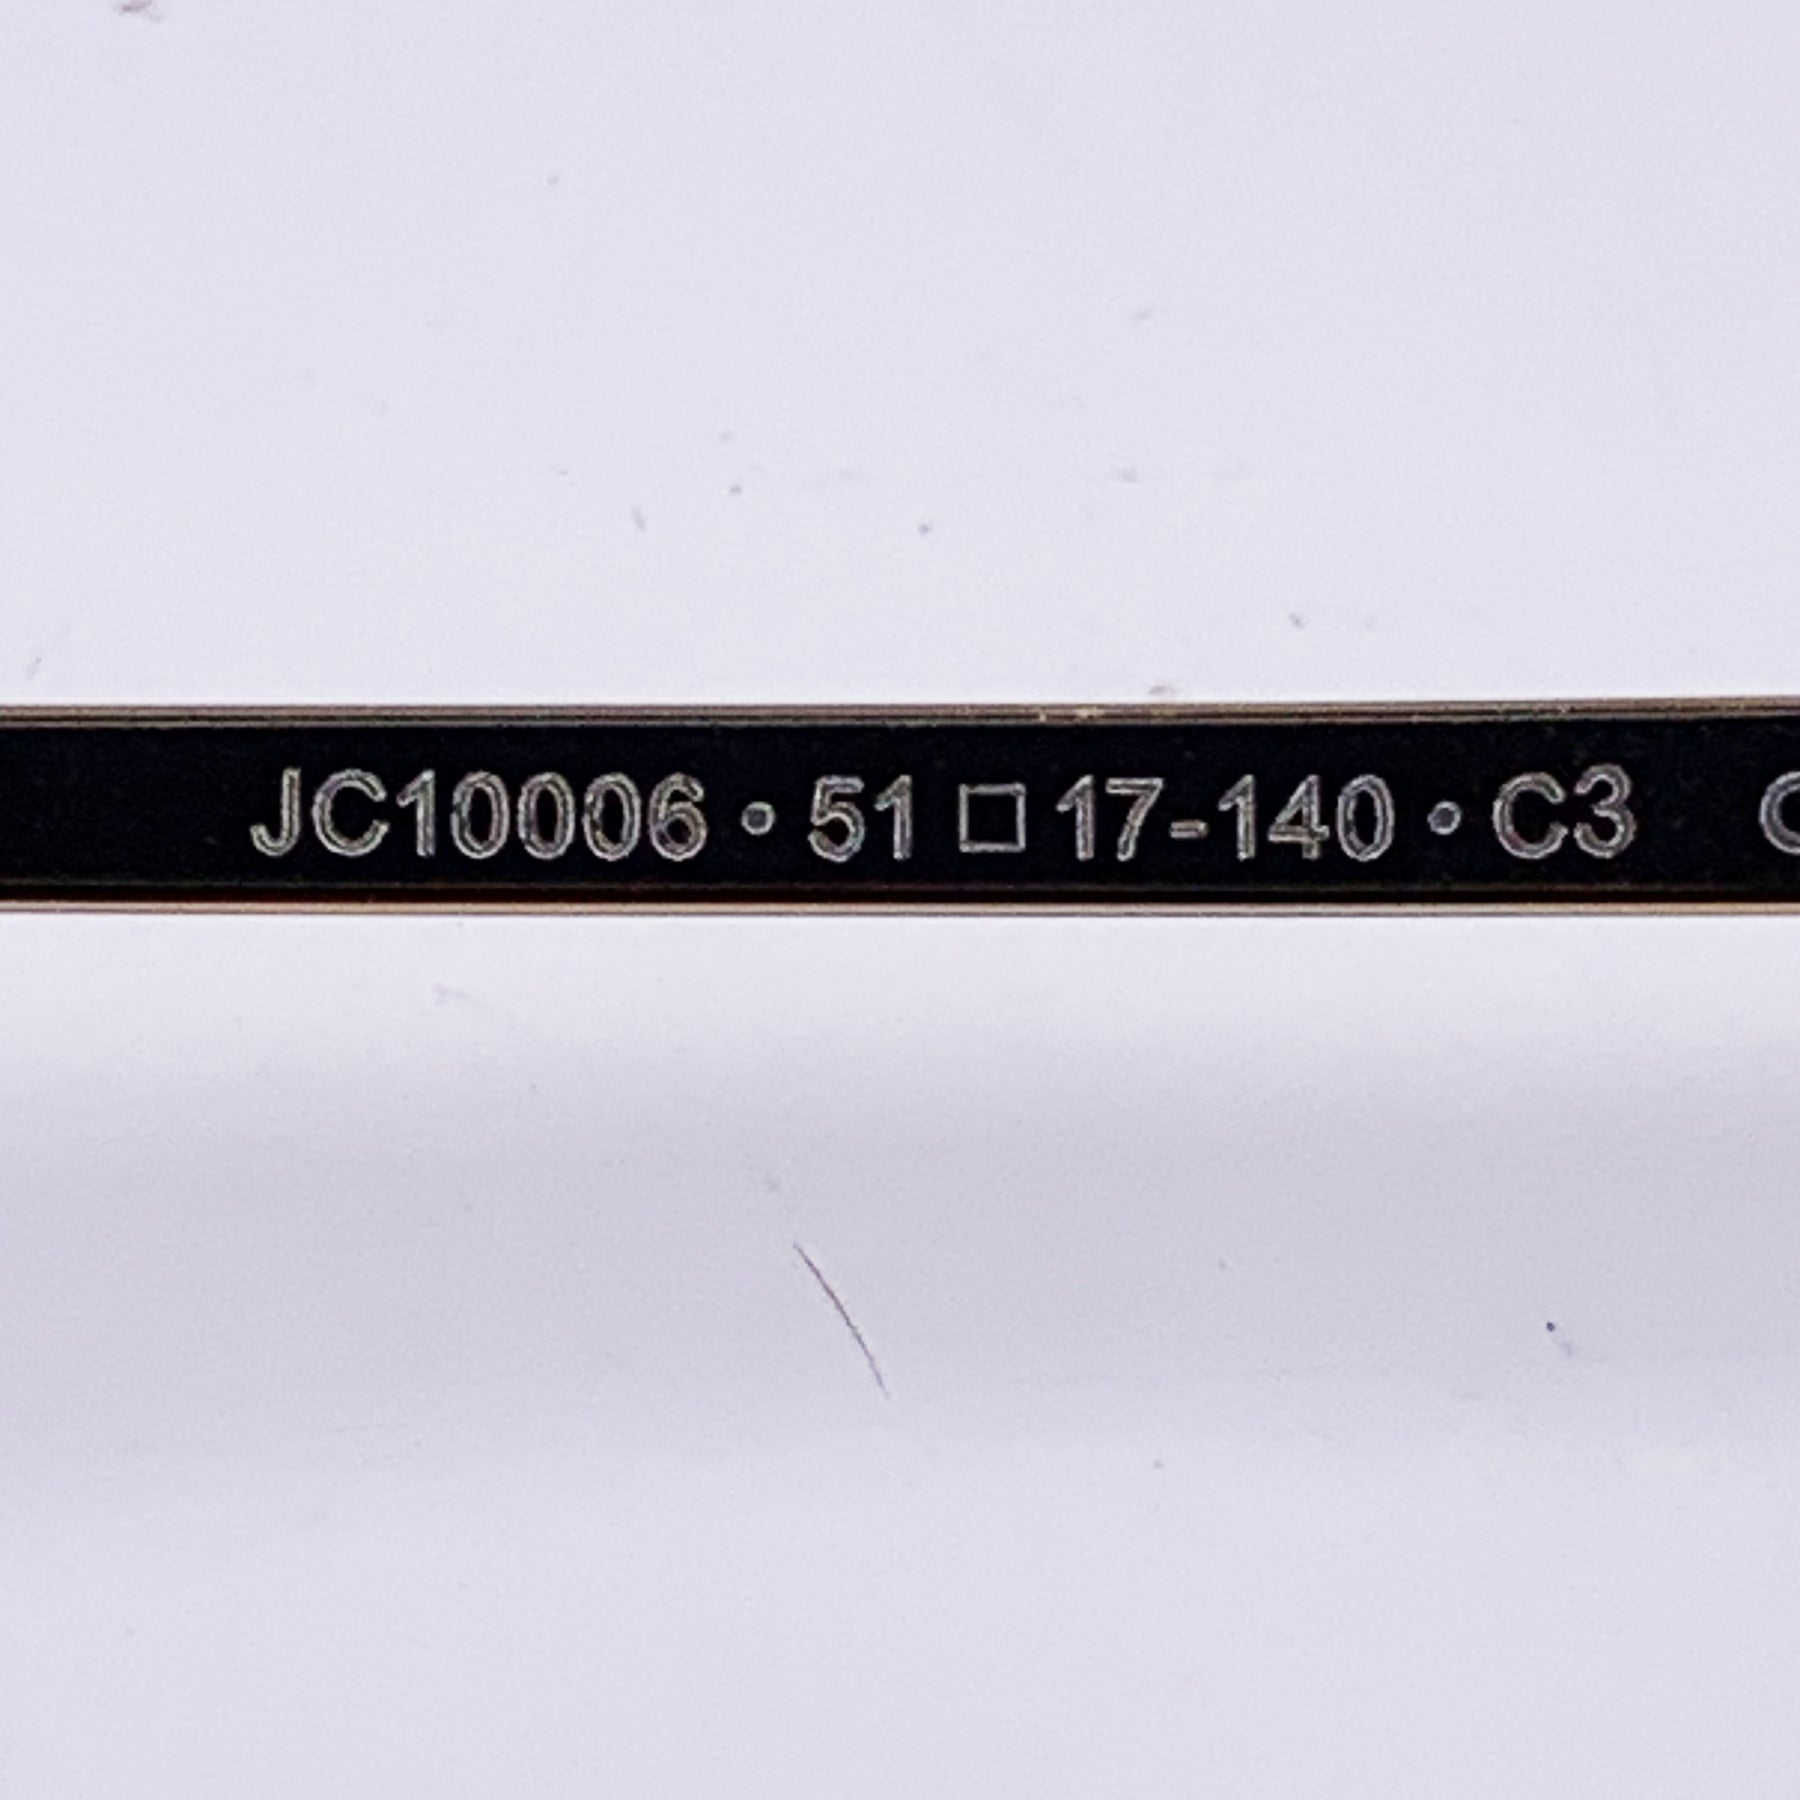 JC10006 • 51 □ 17-140 • C3